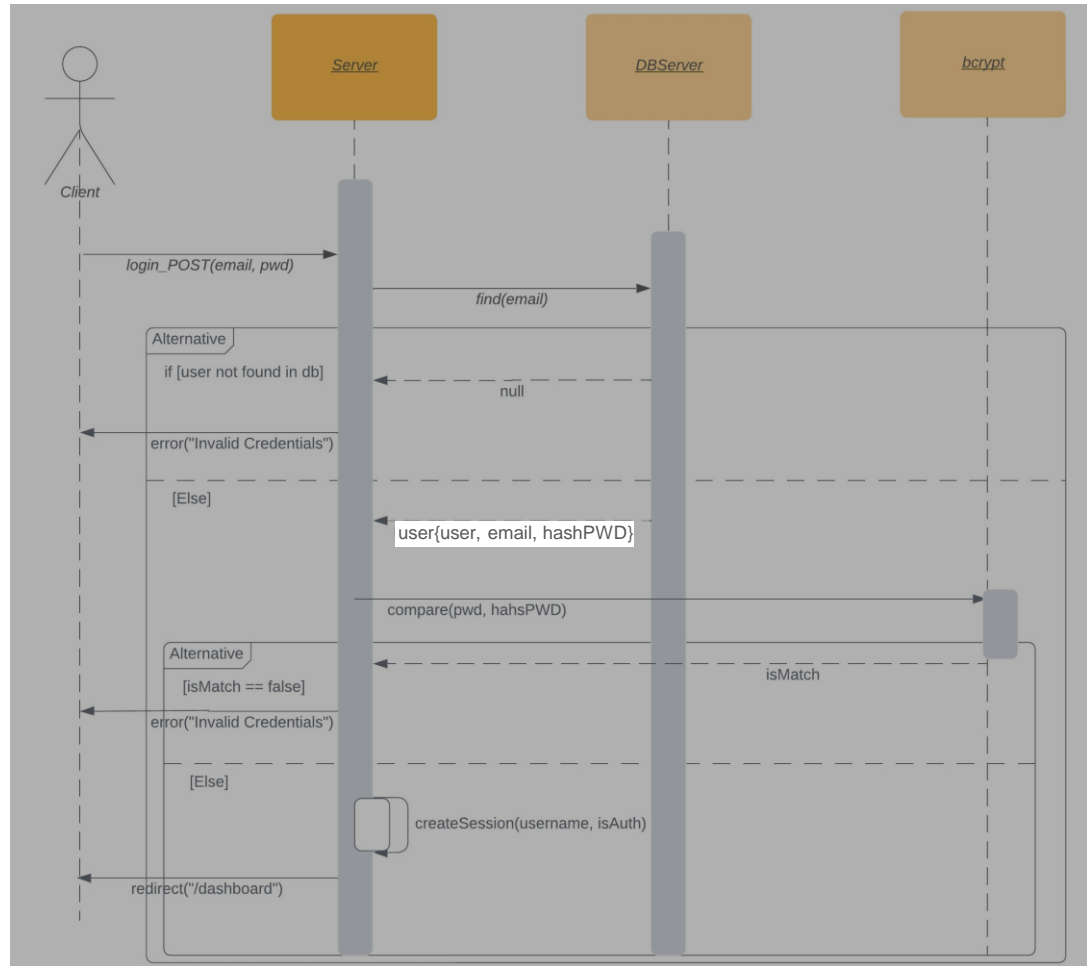 Server
DBServer
bcrypt
Client
login_POST(email, pwd)
find(email)
Alternative
if [user not found in db]
null
error("Invalid Credentials")
[Else]
user{user, email, hashPWD}
compare(pwd, hahsPWD)
Alternative
isMatch
[isMatch == false]
error("Invalid Credentials")
[Else]
createSession(username, isAuth)
redirect("/dashboard")